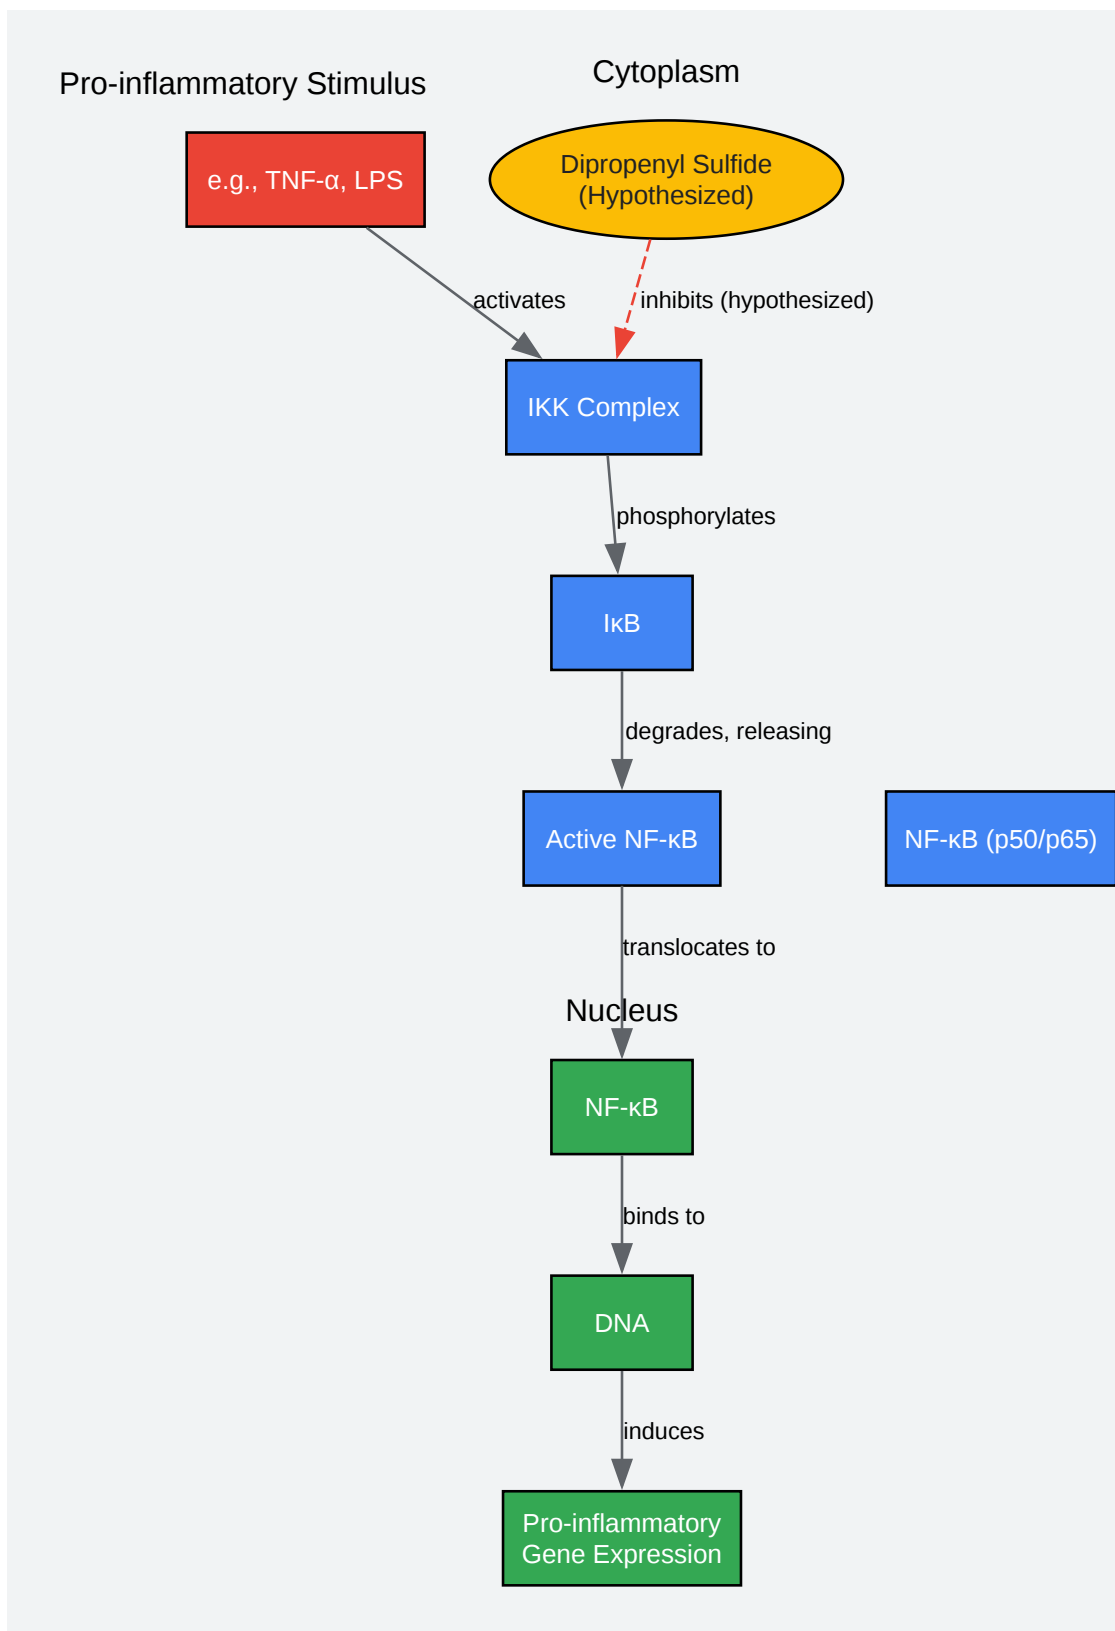 Pro-inflammatory Stimulus
Cytoplasm
e.g., TNF-α, LPS
Dipropenyl Sulfide
(Hypothesized)
activates
inhibits (hypothesized)
IKK Complex
phosphorylates
IκB
degrades, releasing
Active NF-κB
NF-κB (p50/p65)
translocates to
Nucleus
NF-κB
binds to
DNA
induces
Pro-inflammatory
Gene Expression